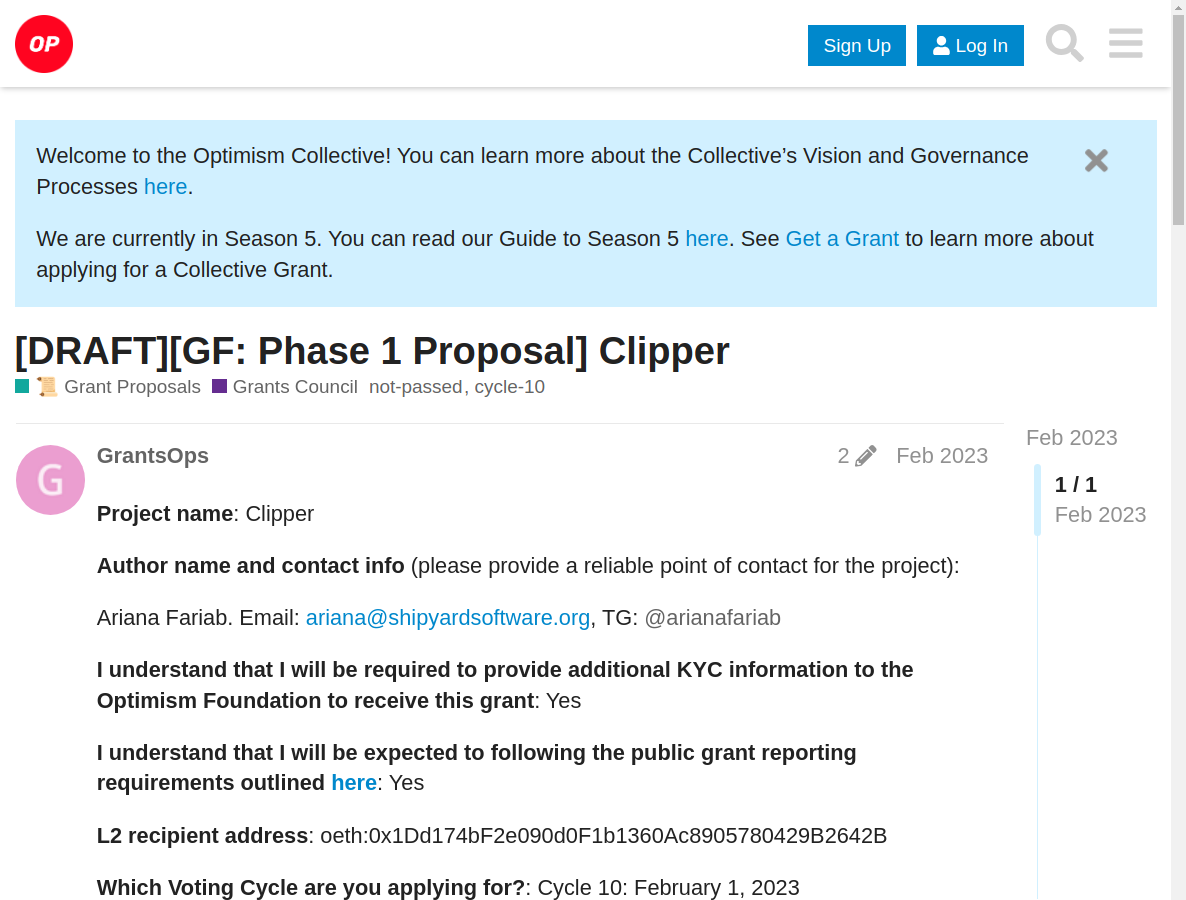 OP
Sign Up
Log In
Welcome to the Optimism Collective! You can learn more about the Collective’s Vision and Governance
Processes here.
We are currently in Season 5. You can read our Guide to Season 5 here. See Get a Grant to learn more about
applying for a Collective Grant.
[DRAFT][GF: Phase 1 Proposal] Clipper
📜 Grant Proposals Grants Council not-passed, cycle-10
Feb 2023
1 / 1
Feb 2023
G
GrantsOps
2
Feb 2023
Project name: Clipper
Author name and contact info (please provide a reliable point of contact for the project):
Ariana Fariab. Email: ariana@shipyardsoftware.org, TG: @arianafariab
I understand that I will be required to provide additional KYC information to the
Optimism Foundation to receive this grant: Yes
I understand that I will be expected to following the public grant reporting
requirements outlined here: Yes
L2 recipient address: oeth:0x1Dd174bF2e090d0F1b1360Ac8905780429B2642B
Which Voting Cycle are you applying for?: Cycle 10: February 1, 2023